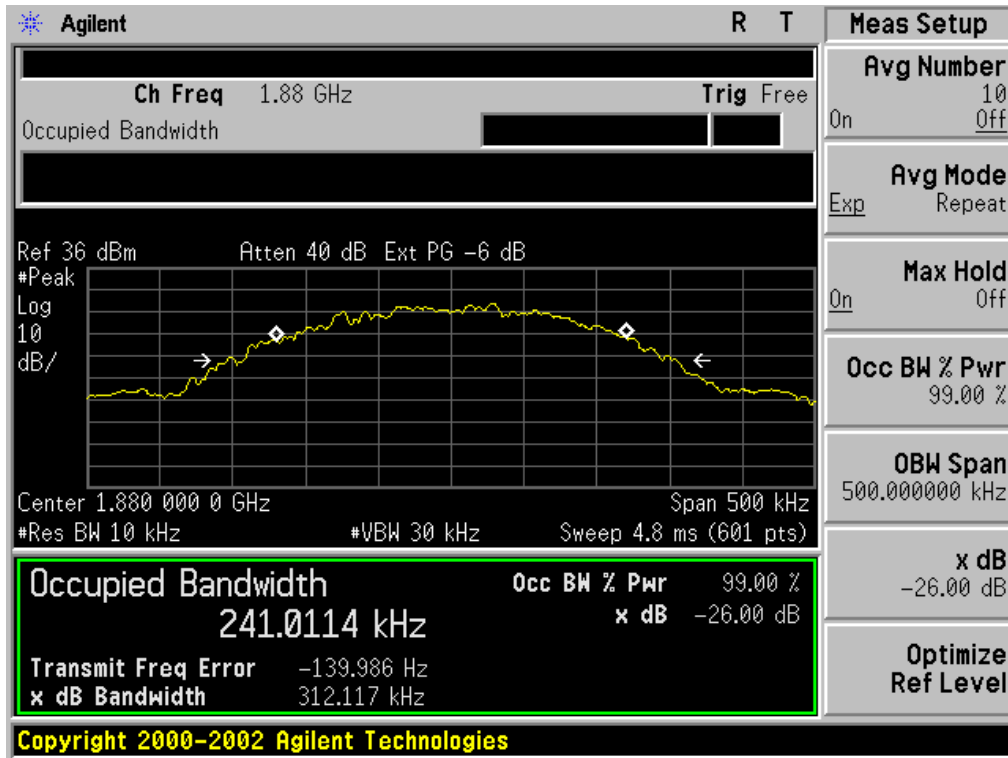 Agilent R T
Ch Freq 1.88 GHz Trig Free
Occupied Bandwidth
Ref 36 dBm Atten 40 dB Ext PG -6 dB
#Peak
Log
10
dB/
Center 1.880 000 0 GHz Span 500 kHz
#Res BW 10 kHz #VBW 30 kHz Sweep 4.8 ms (601 pts)
Occupied Bandwidth Occ BW % Pwr 99.00 %
241.0114 kHz x dB -26.00 dB
Transmit Freq Error -139.986 Hz
x dB Bandwidth 312.117 kHz
Copyright 2000-2002 Agilent Technologies
Meas Setup
Avg Number
10
On Off
Avg Mode
Exp Repeat
Max Hold
On Off
Occ BW % Pwr
99.00 %
OBW Span
500.000000 kHz
x dB
-26.00 dB
Optimize
Ref Level